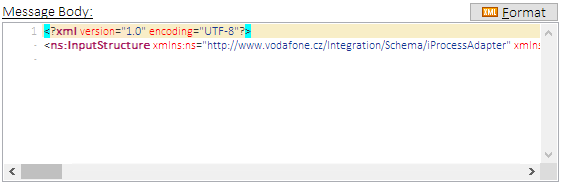 Message Body:
XML Format
1 <?xml version="1.0" encoding="UTF-8"?>
- <ns:InputStructure xmlns:ns="http://www.vodafone.cz/Integration/Schema/iProcessAdapter" xmlns
-